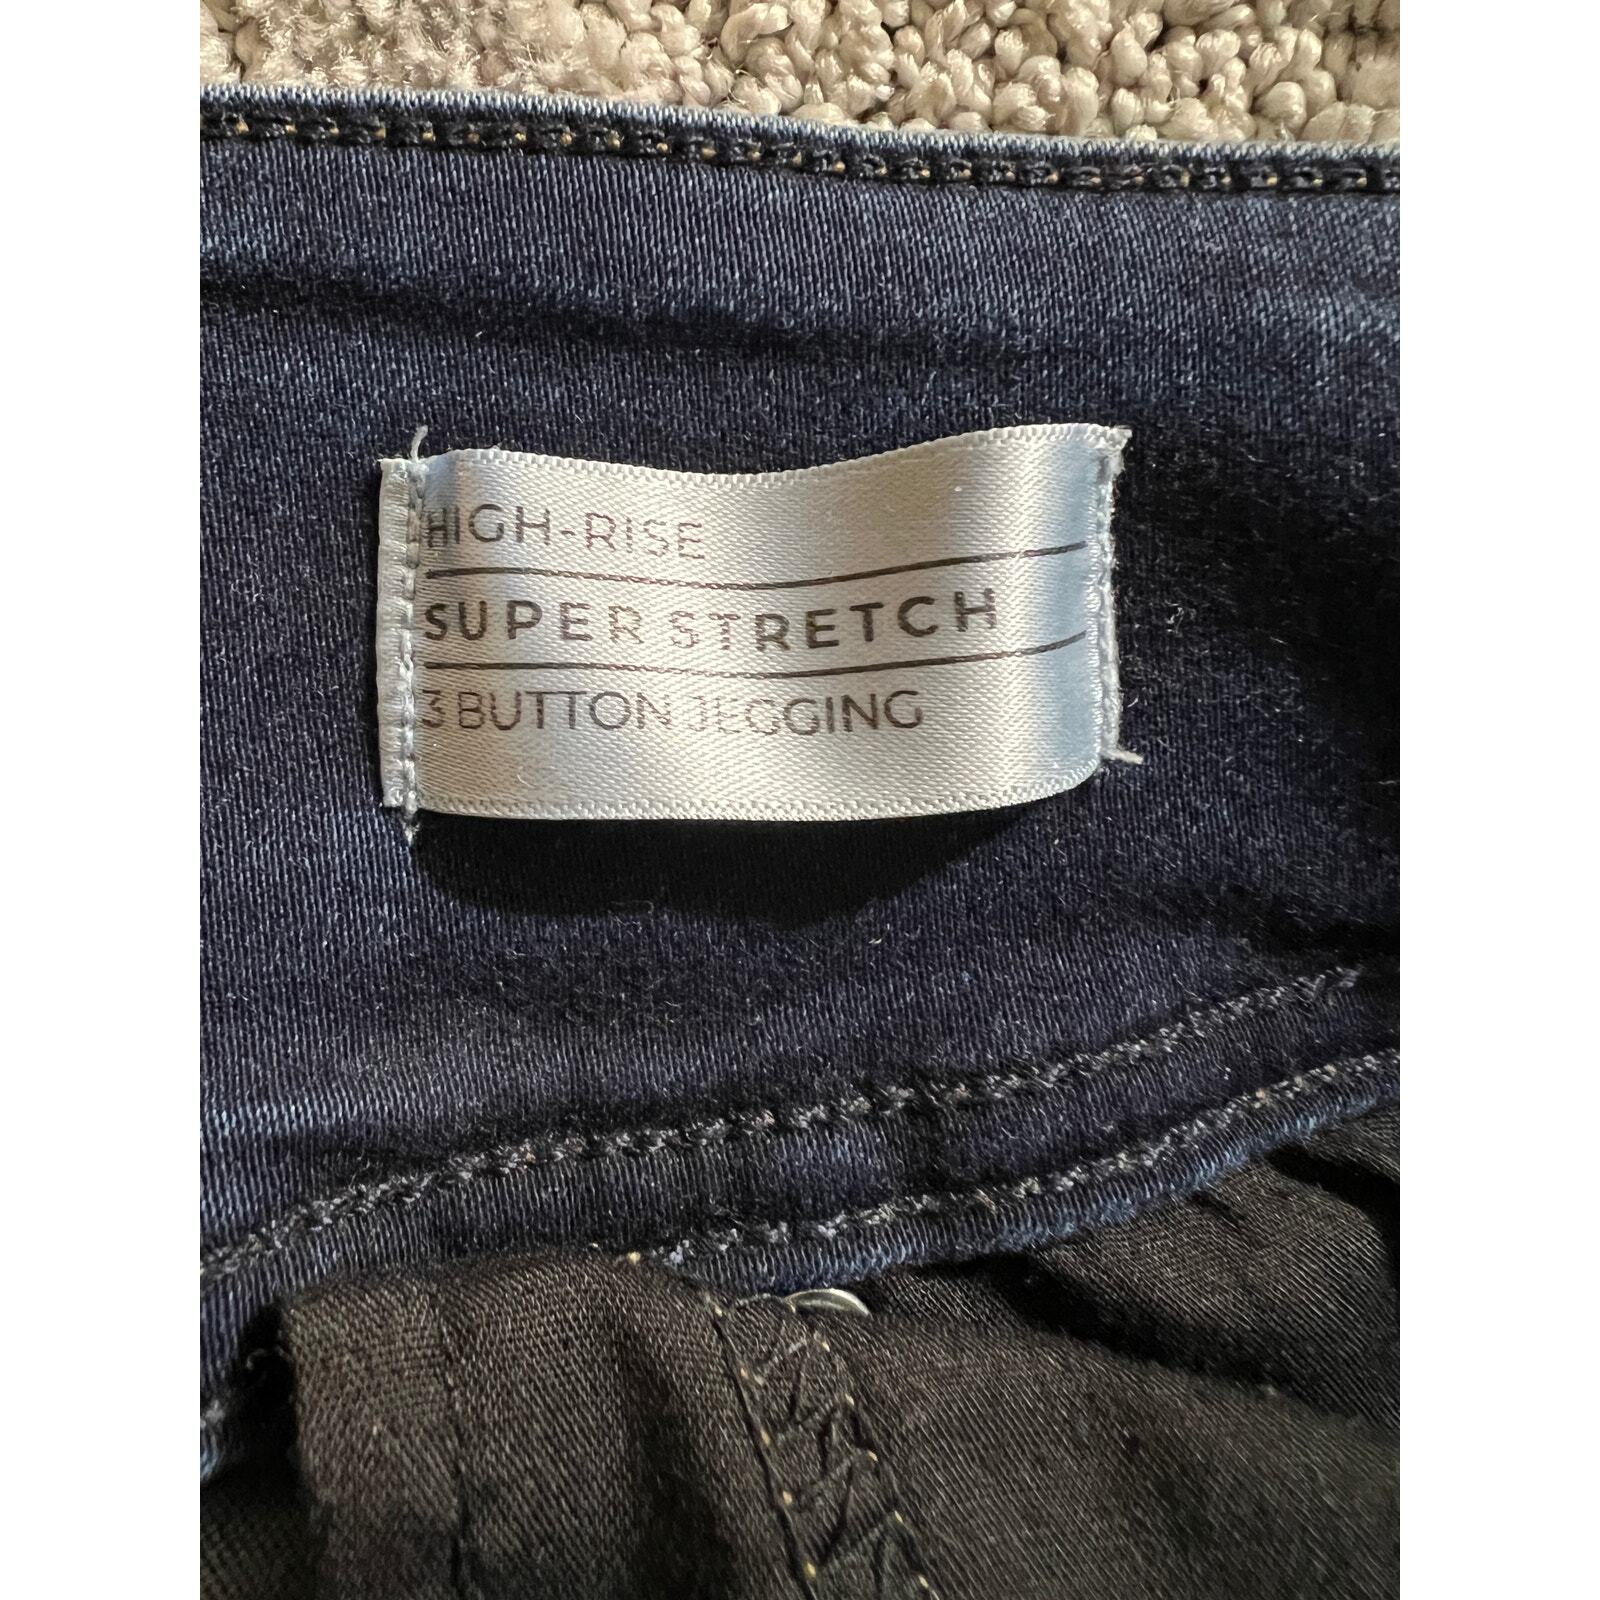 HIGH-RISE
SUPER STRETCH
3 BUTTON JEGGING